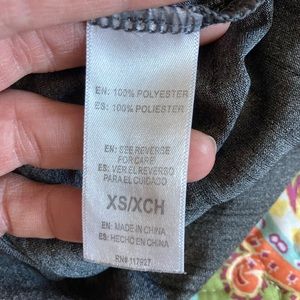 EN: 100% POLYESTER
ES: 100% POLIESTER
EN: SEE REVERSE
FOR CARE
ES: VER EL REVERSO
PARA EL CUIDADO
XS/XCH
EN: MADE IN CHINA
ES: HECHO EN CHINA
RN# 117927